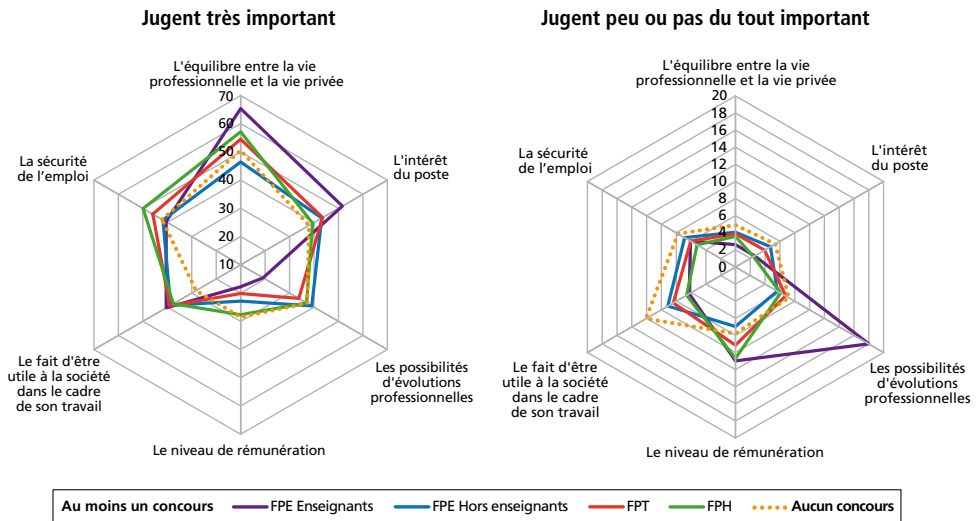 Jugent très important
Jugent peu ou pas du tout important
L'équilibre entre la vie
professionnelle et la vie privée
70
60
50
40
30
20
10
La sécurité
de l'emploi
L'intérêt
du poste
Le fait d'être
utile à la société
dans le cadre
de son travail
Les possibilités
d'évolutions
professionnelles
Le niveau de rémunération
L'équilibre entre la vie
professionnelle et la vie privée
20
18
16
14
12
10
8
6
4
2
0
La sécurité
de l'emploi
L'intérêt
du poste
Le fait d'être
utile à la société
dans le cadre
de son travail
Les possibilités
d'évolutions
professionnelles
Le niveau de rémunération
Au moins un concours FPE Enseignants FPE Hors enseignants FPT FPH Aucun concours